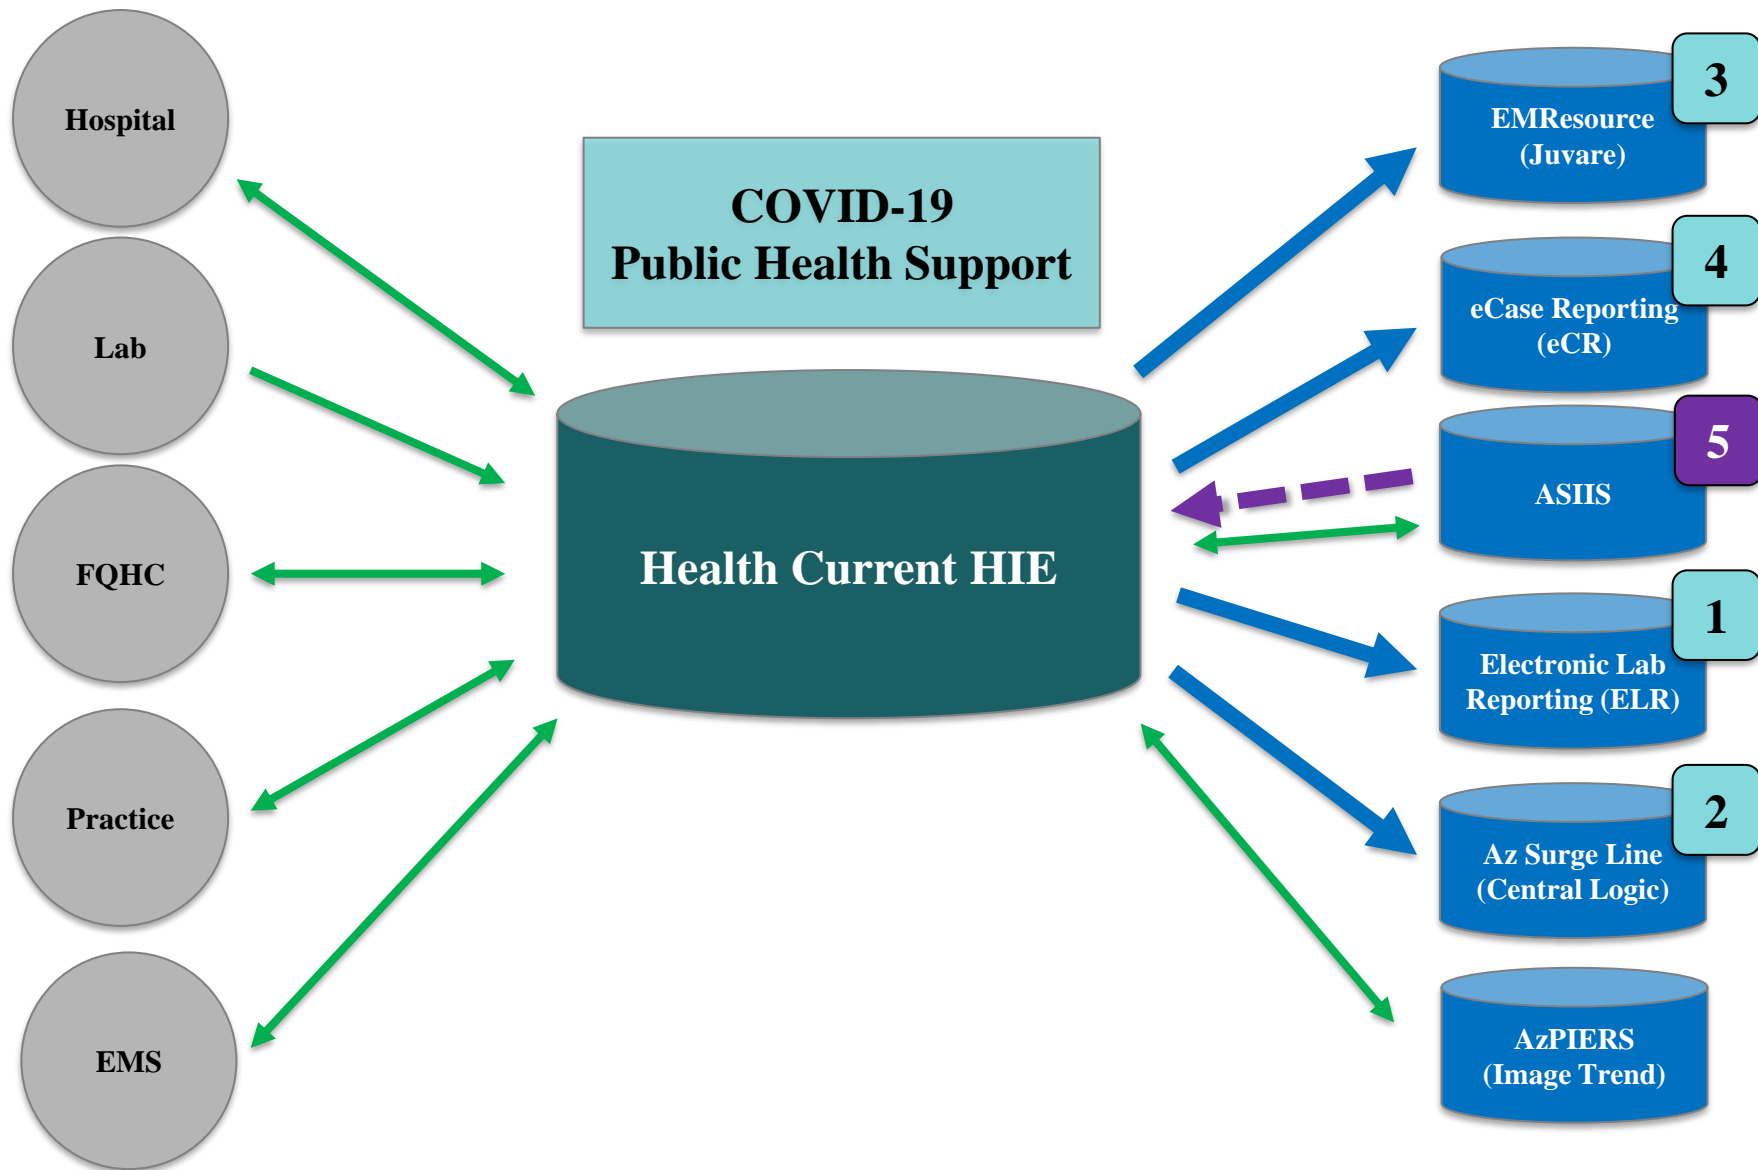 Hospital
Lab
FQHC
Practice
EMS
COVID-19
Public Health Support
Health Current HIE
3
EMResource
(Juvare)
4
eCase Reporting
(eCR)
5
ASIIS
1
Electronic Lab
Reporting (ELR)
2
Az Surge Line
(Central Logic)
AzPIERS
(Image Trend)